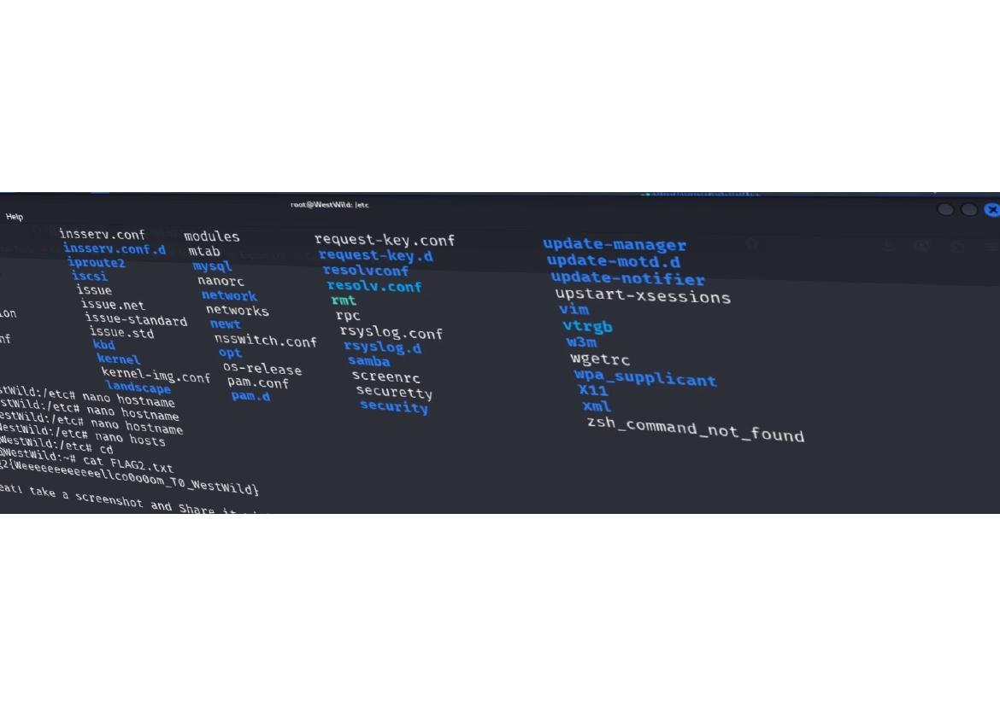 root@WestWild: /etc
Help
insserv.conf modules request-key.conf update-manager
insserv.conf.d mtab request-key.d update-motd.d
iproute2 mysql resolvconf update-notifier
iscsi nanorc resolv.conf upstart-xsessions
issue network rmt vim
ion issue.net networks rpc vtrgb
issue-standard newt rsyslog.conf w3m
nf issue.std nsswitch.conf rsyslog.d wgetrc
kbd opt samba wpa_supplicant
kernel os-release screenrc X11
kernel-img.conf pam.conf securetty xml
landscape pam.d security zsh_command_not_found
stWild:/etc# nano hostname
stWild:/etc# nano hostname
estWild:/etc# nano hostname
WestWild:/etc# nano hosts
WestWild:/etc# cd
@WestWild:~# cat FLAG2.txt
g2{Weeeeeeeeeeeellco0o0om_T0_WestWild}
eat! take a screenshot and Share it